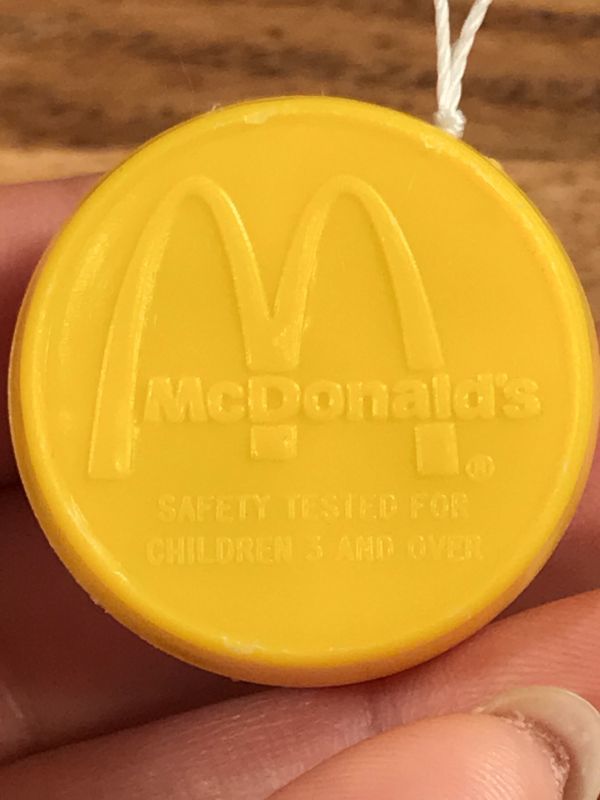 McDonald's
®
SAFETY TESTED FOR
CHILDREN 3 AND OVER